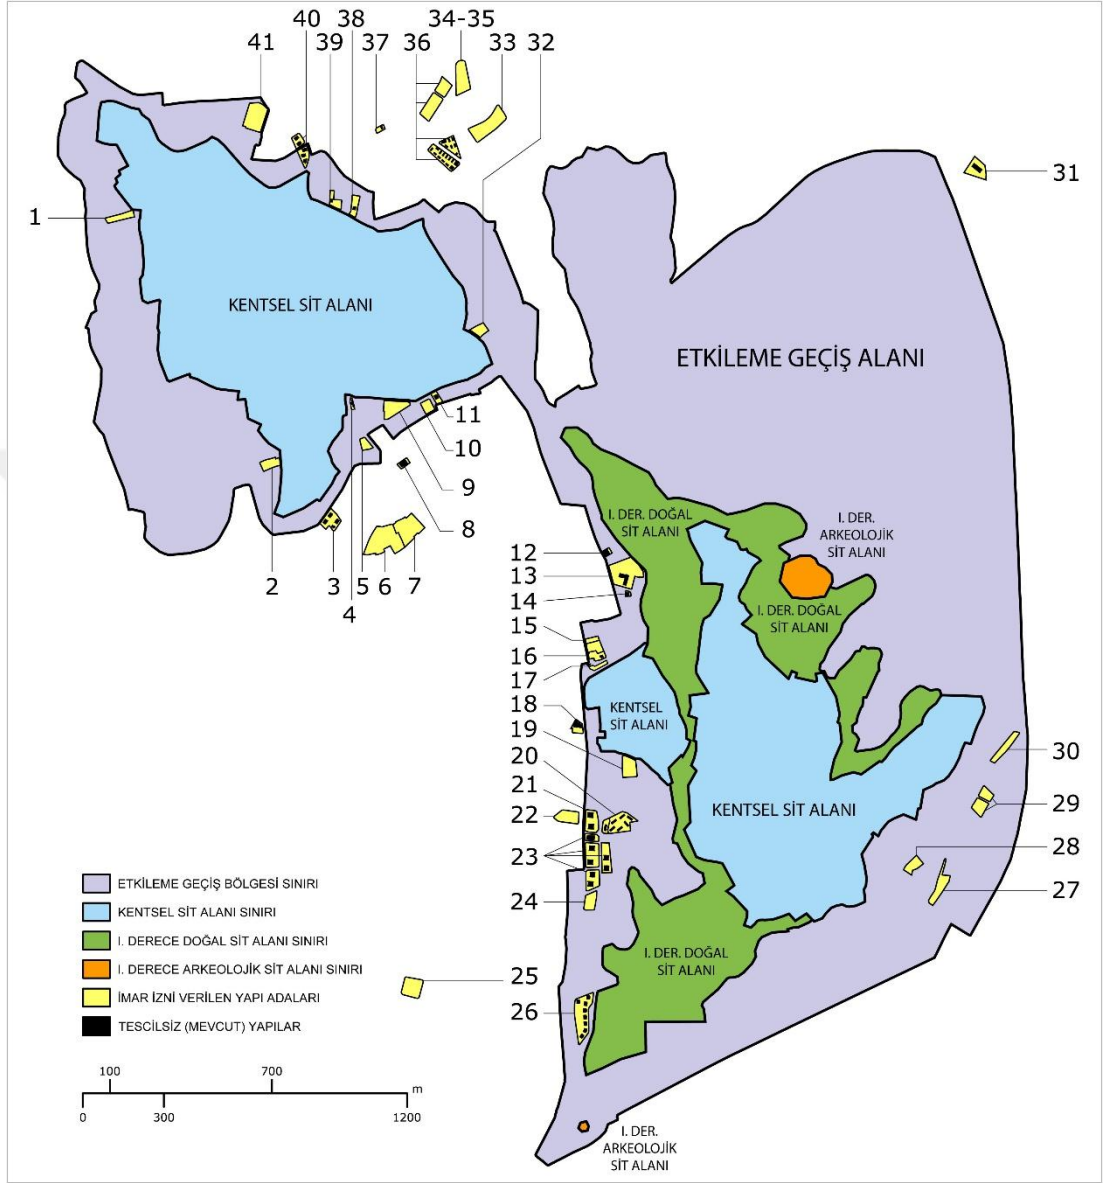 34-35
40 38
41 39 37 36 33 32
31
1
KENTSEL SİT ALANI
ETKİLEME GEÇİŞ ALANI
11
10
9
8
2 3 5 6 7
4
I. DER. DOĞAL
SİT ALANI
I. DER.
ARKEOLOJİK
SİT ALANI
I. DER. DOĞAL
SİT ALANI
12
13
14
15
16
17
18
19
20
21
22
23
24
25
26
KENTSEL
SİT ALANI
KENTSEL SİT ALANI
30
29
28
27
I. DER. DOĞAL
SİT ALANI
ETKİLEME GEÇİŞ BÖLGESİ SINIRI
KENTSEL SİT ALANI SINIRI
I. DERECE DOĞAL SİT ALANI SINIRI
I. DERECE ARKEOLOJİK SİT ALANI SINIRI
İMAR İZNİ VERİLEN YAPI ADALARI
TESCİLSİZ (MEVCUT) YAPILAR
100 700
m
0 300 1200
I. DER.
ARKEOLOJİK
SİT ALANI